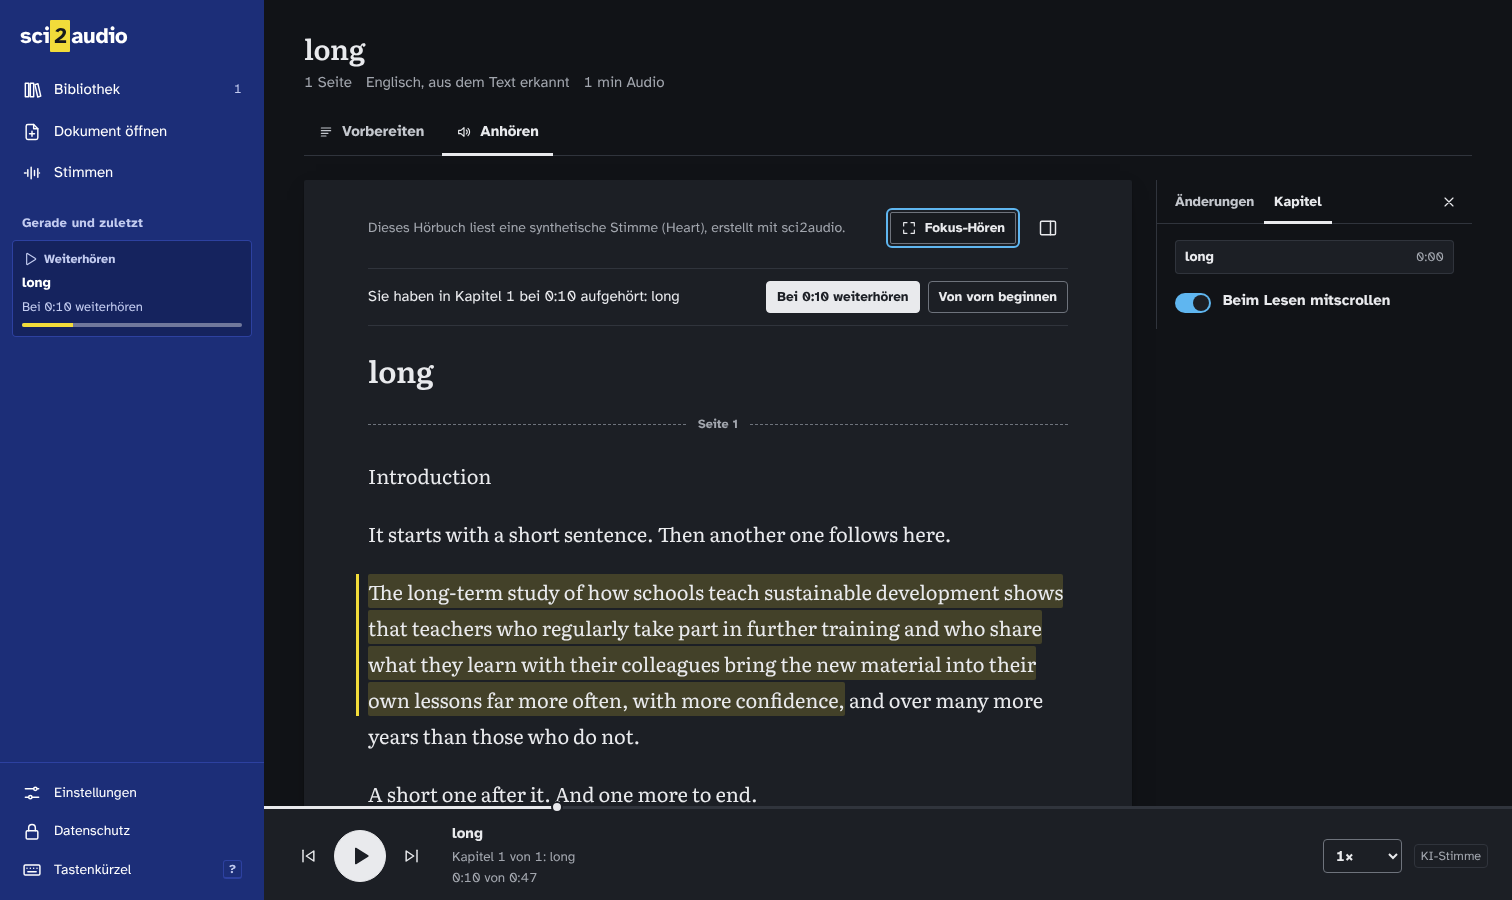 sci2audio
Bibliothek 1
Dokument öffnen
Stimmen
Gerade und zuletzt
Weiterhören
long
Bei 0:10 weiterhören
Einstellungen
Datenschutz
Tastenkürzel ?
long
1 Seite Englisch, aus dem Text erkannt 1 min Audio
Vorbereiten Anhören
Dieses Hörbuch liest eine synthetische Stimme (Heart), erstellt mit sci2audio. Fokus-Hören
Sie haben in Kapitel 1 bei 0:10 aufgehört: long Bei 0:10 weiterhören Von vorn beginnen
long
Seite 1
Introduction
It starts with a short sentence. Then another one follows here.
The long-term study of how schools teach sustainable development shows
that teachers who regularly take part in further training and who share
what they learn with their colleagues bring the new material into their
own lessons far more often, with more confidence, and over many more
years than those who do not.
A short one after it. And one more to end.
Änderungen Kapitel
long 0:00
Beim Lesen mitscrollen
long
Kapitel 1 von 1: long
0:10 von 0:47
1× KI-Stimme